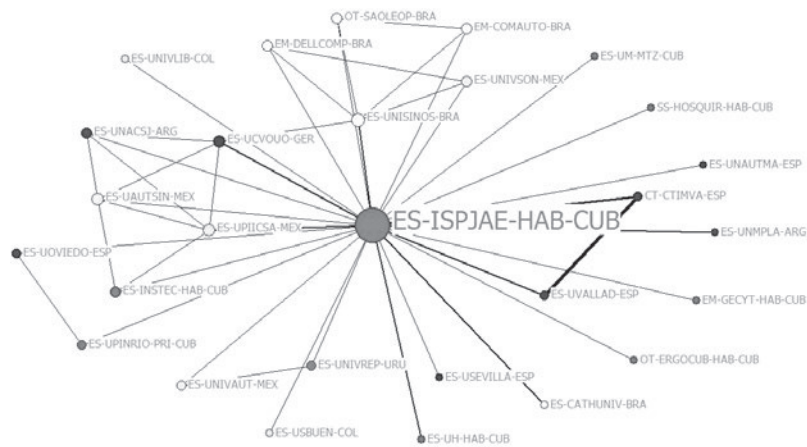 OT-SAOLEOP-BRA
EM-COMAUTO-BRA
EM-DELLCOMP-BRA
ES-UNIVLIB-COL
ES-UM-MTZ-CUB
ES-UNIVSON-MEX
SS-HOSQUIR-HAB-CUB
ES-UNISINOS-BRA
ES-UNACSJ-ARG
ES-UCVOUO-GER
ES-UNAUTMA-ESP
CT-CTIMVA-ESP
ES-UAUTSIN-MEX
ES-ISPJAE-HAB-CUB
ES-UPIICSA-MEX
ES-UNMPLA-ARG
ES-UOVIEDO-ESP
ES-INSTEC-HAB-CUB
ES-UVALLAD-ESP
EM-GECYT-HAB-CUB
ES-UPINRIO-PRI-CUB
OT-ERGOCUB-HAB-CUB
ES-UNIVREP-URU
ES-USEVILLA-ESP
ES-UNIVAUT-MEX
ES-CATHUNIV-BRA
ES-USBUEN-COL
ES-UH-HAB-CUB